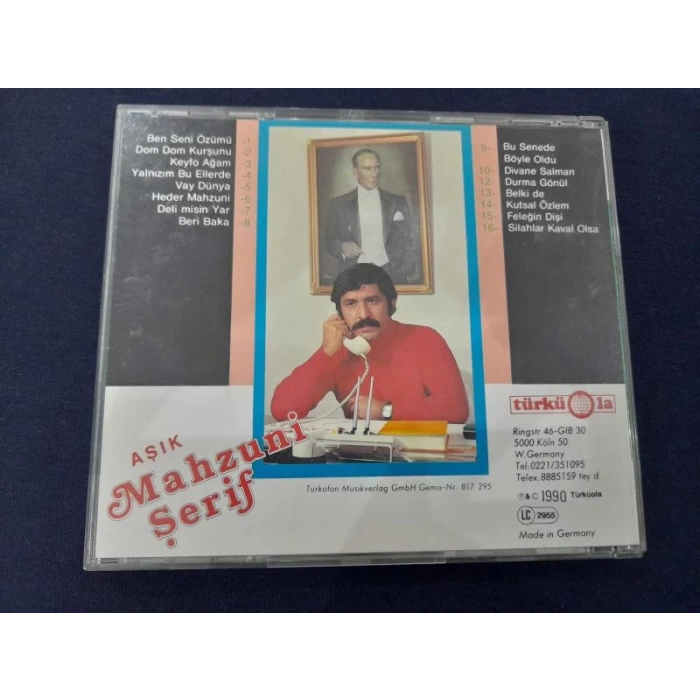 Ben Seni Özümü -1
Dom Dom Kurşunu -2
Keyfo Ağam -3
Yalnızım Bu Ellerde -4
Vay Dünya -5
Heder Mahzuni -6
Deli misin Yar -7
Beri Baka -8
9- Bu Senede
Böyle Oldu
10- Divane Salman
12- Durma Gönül
13- Belki de
14- Kutsal Özlem
15- Feleğin Dişi
16- Silahlar Kaval Olsa
AŞIK
Mahzuni
Şerif
Türkofon Musikverlag GmbH Gema-Nr. 817 295
türkü la
Ringstr 46-GIB 30
5000 Köln 50
W.Germany
Tel:0221/351095
Telex:8885159 tey d
℗&© 1990 Türküola
LC 2955
Made in Germany